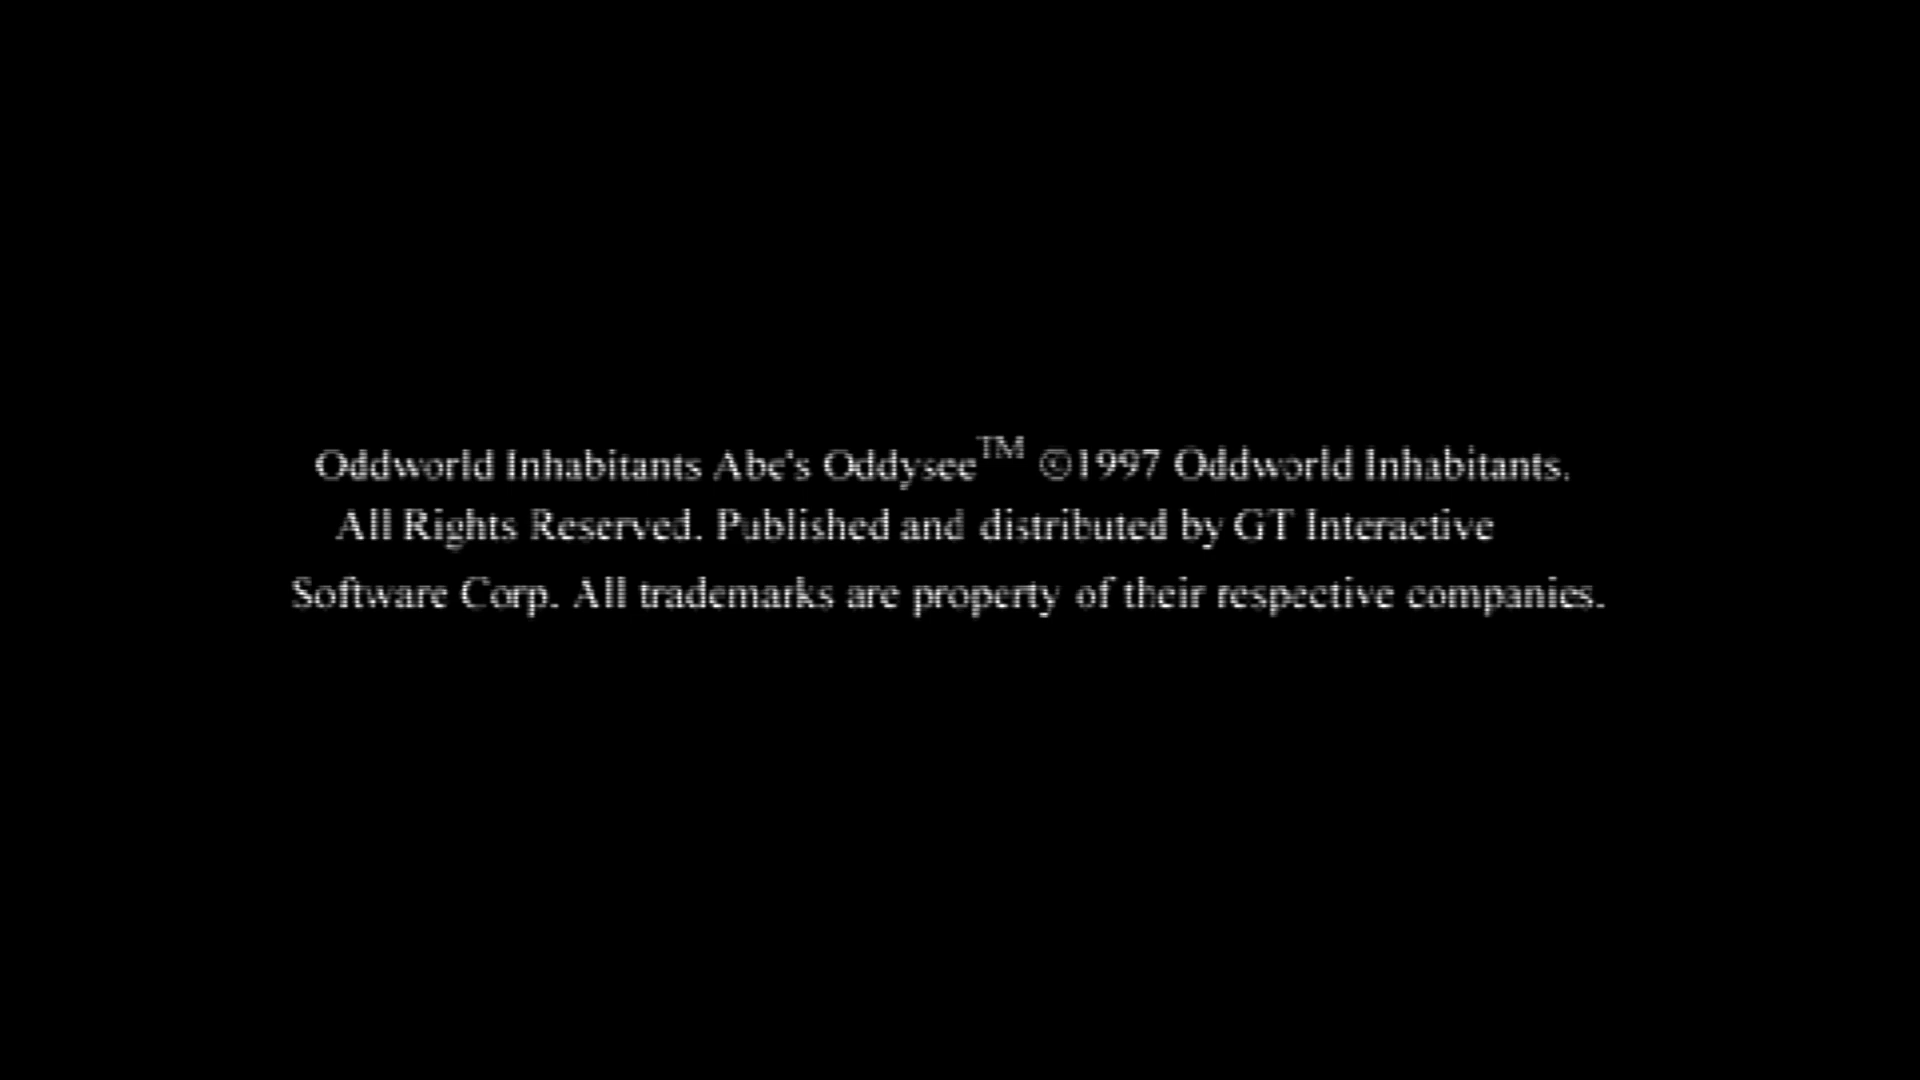 Oddworld Inhabitants Abe's Oddysee™ ©1997 Oddworld Inhabitants.
All Rights Reserved. Published and distributed by GT Interactive
Software Corp. All trademarks are property of their respective companies.